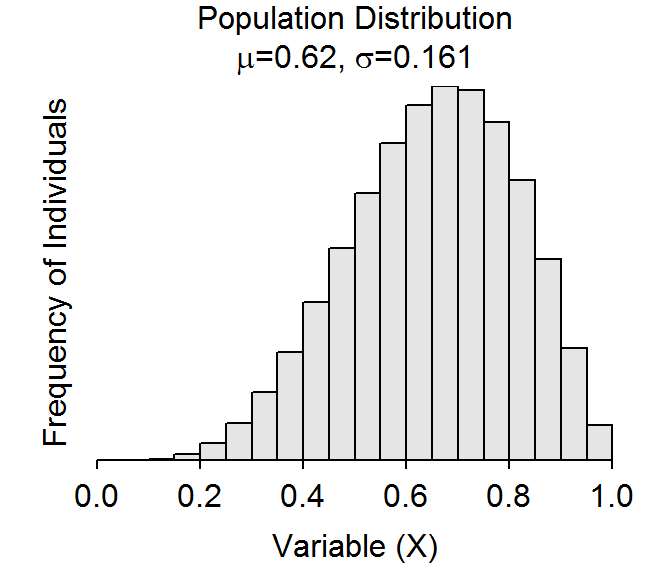 Population Distribution
μ=0.62, σ=0.161
Frequency of Individuals
0.0 0.2 0.4 0.6 0.8 1.0
Variable (X)